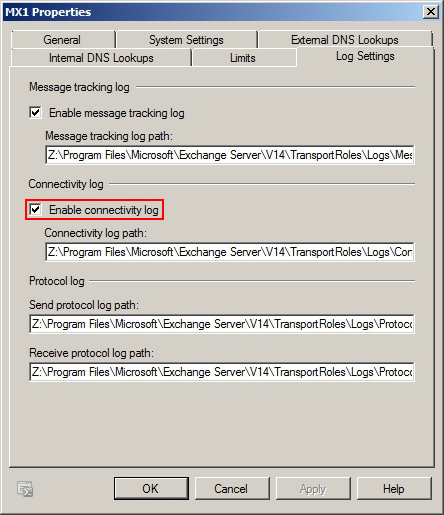 MX1 Properties
General System Settings External DNS Lookups
Internal DNS Lookups Limits Log Settings
Message tracking log
Enable message tracking log
Message tracking log path:
Z:\Program Files\Microsoft\Exchange Server\V14\TransportRoles\Logs\Mes
Connectivity log
Enable connectivity log
Connectivity log path:
Z:\Program Files\Microsoft\Exchange Server\V14\TransportRoles\Logs\Cor
Protocol log
Send protocol log path:
Z:\Program Files\Microsoft\Exchange Server\V14\TransportRoles\Logs\Protoco
Receive protocol log path:
Z:\Program Files\Microsoft\Exchange Server\V14\TransportRoles\Logs\Protoco
OK Cancel Apply Help